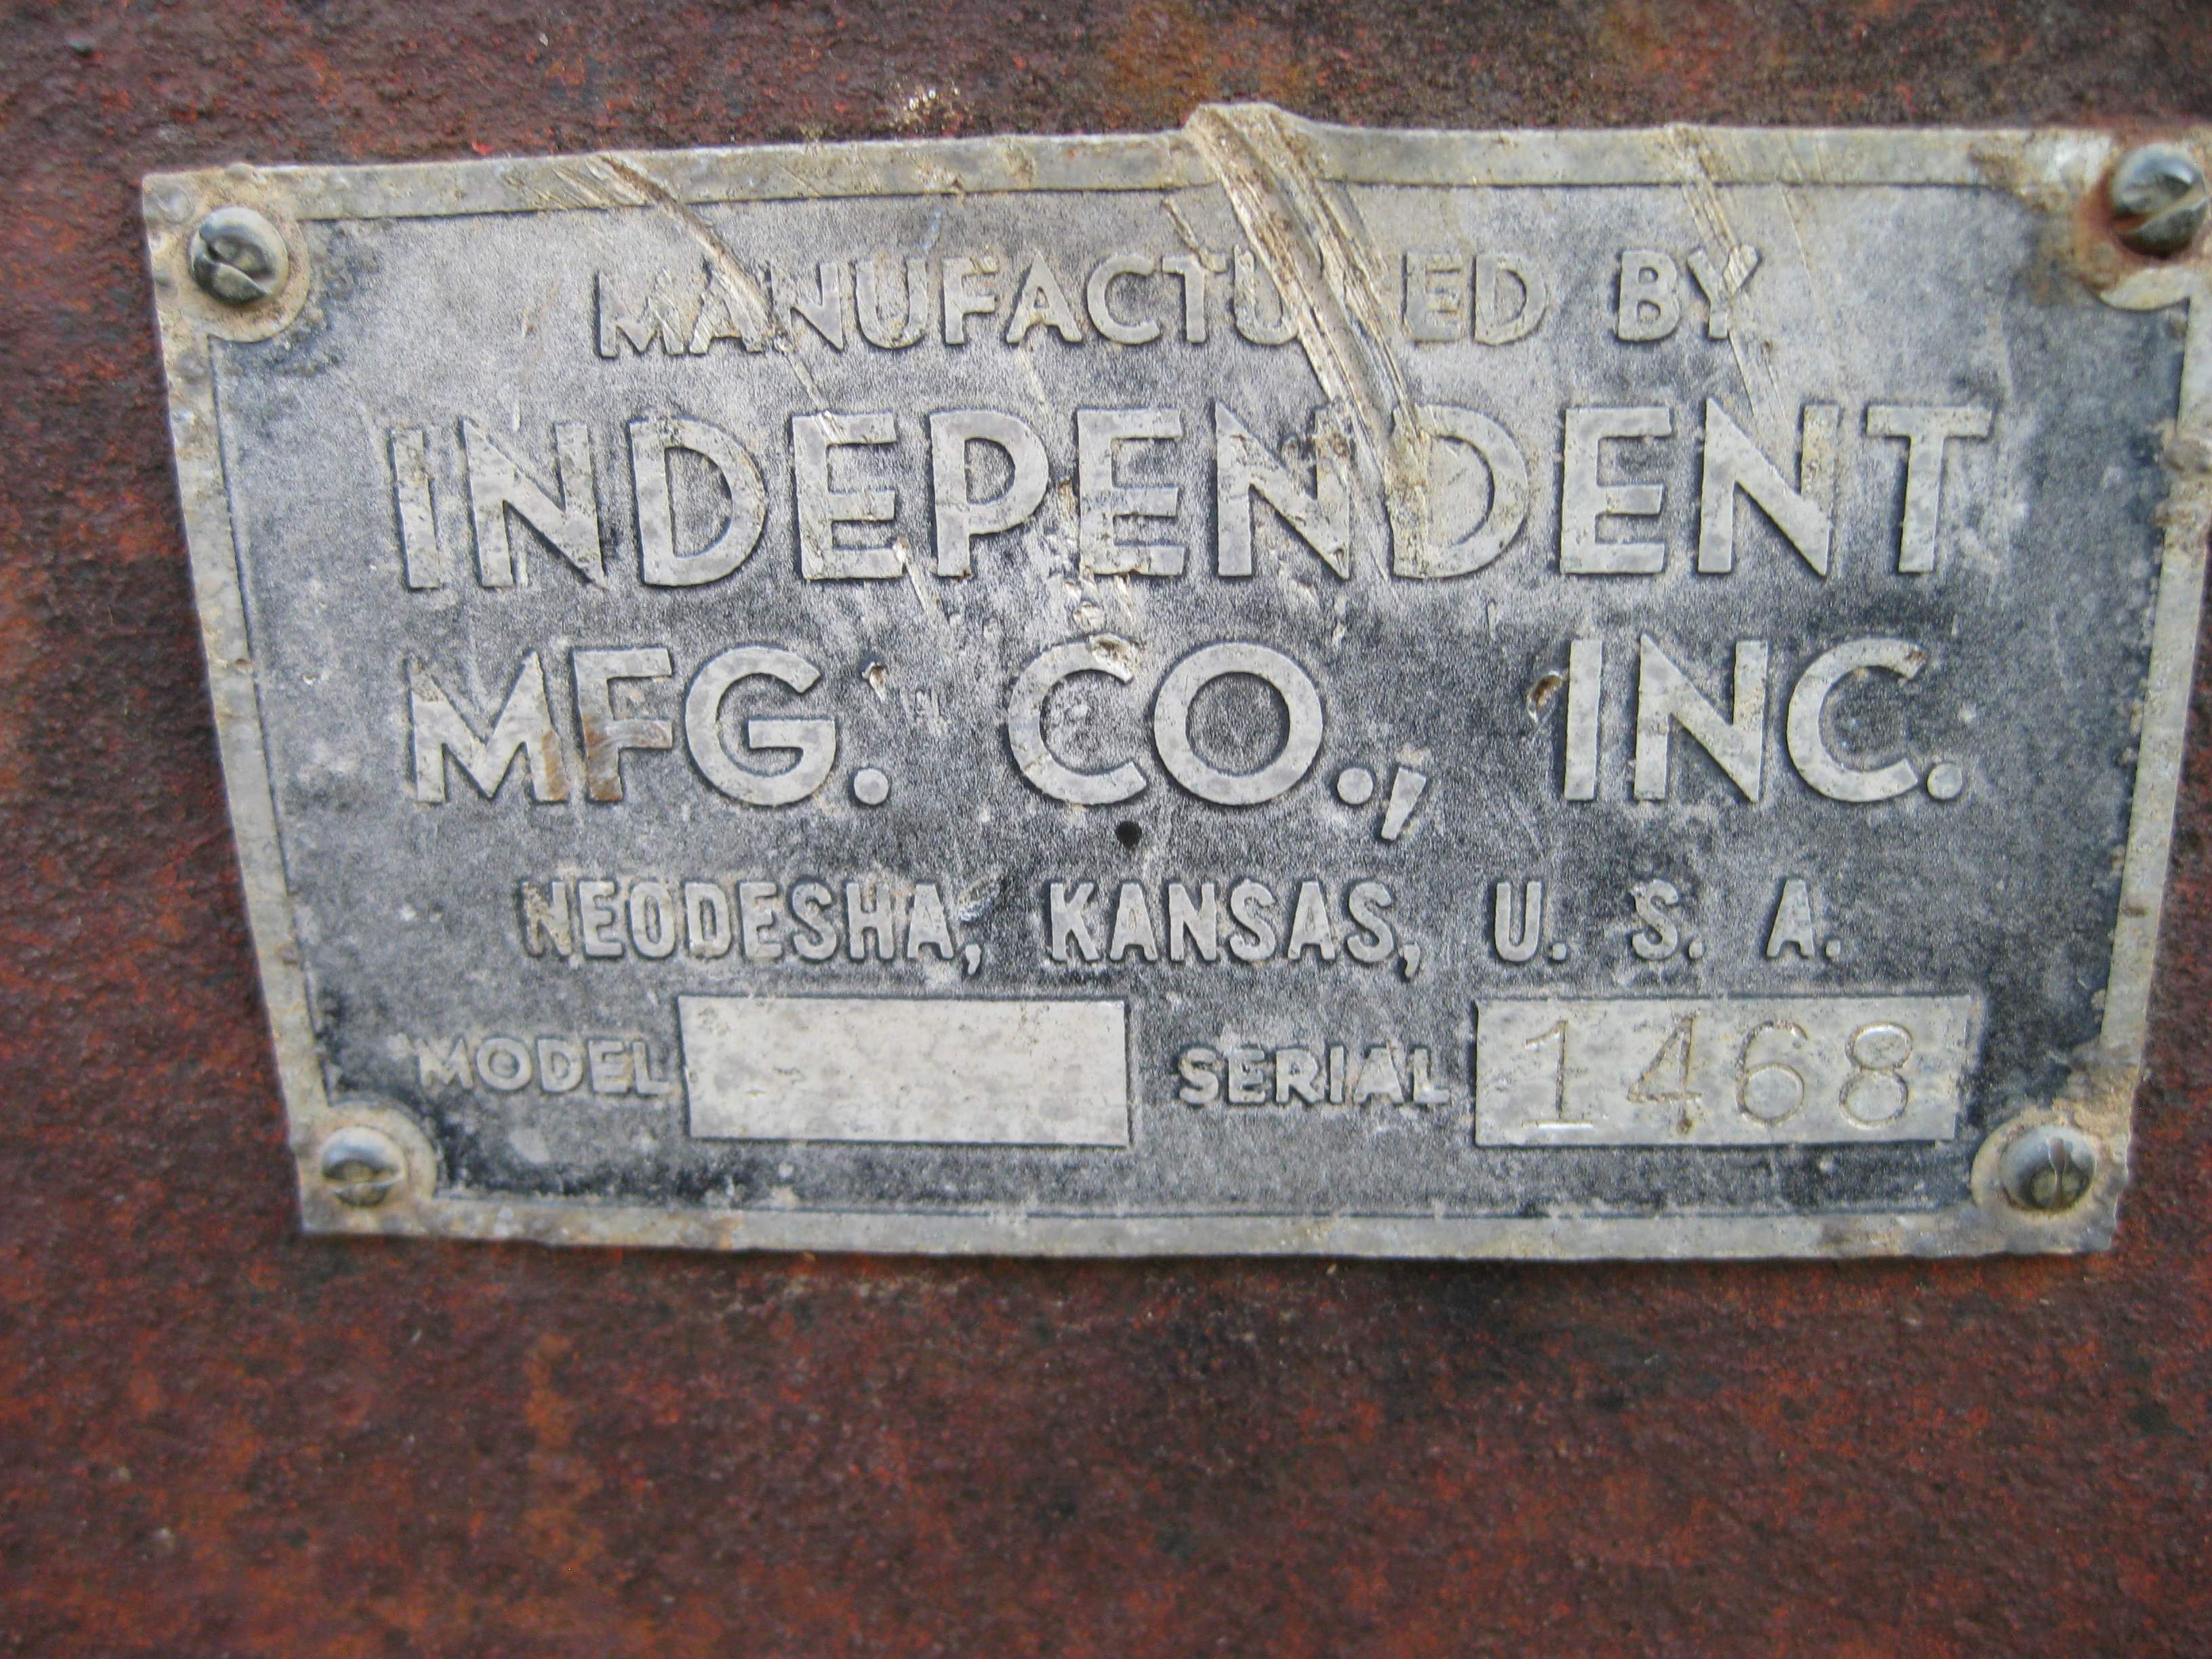 MANUFACTURED BY
INDEPENDENT
MFG. CO., INC.
NEODESHA, KANSAS, U. S. A.
MODEL SERIAL 1468